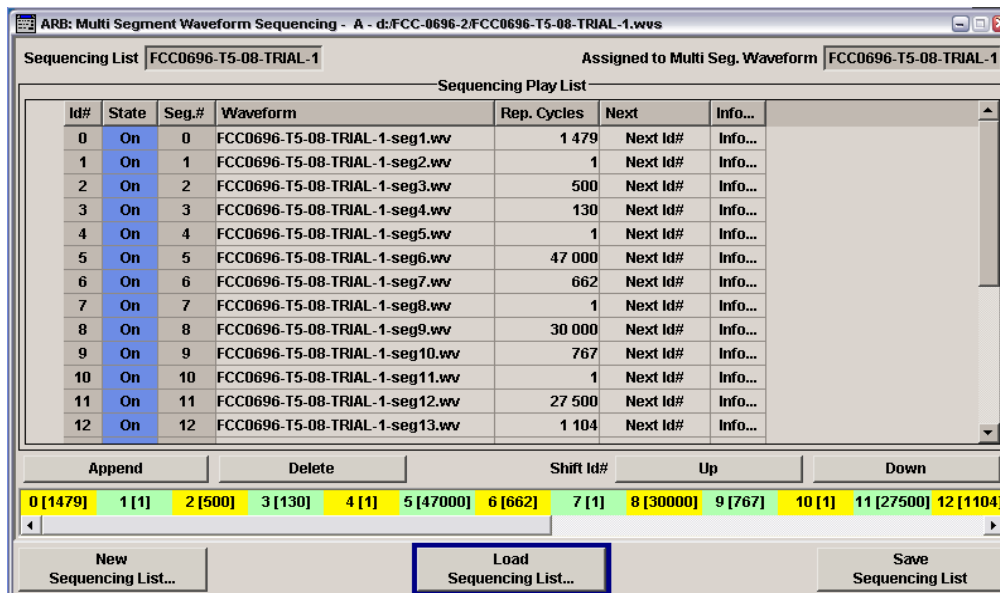 ARB: Multi Segment Waveform Sequencing - A - d:/FCC-0696-2/FCC0696-T5-08-TRIAL-1.wvs
Sequencing List FCC0696-T5-08-TRIAL-1 Assigned to Multi Seg. Waveform FCC0696-T5-08-TRIAL-1
Sequencing Play List
Id# State Seg.# Waveform Rep. Cycles Next Info...
0 On 0 FCC0696-T5-08-TRIAL-1-seg1.wv 1 479 Next Id# Info...
1 On 1 FCC0696-T5-08-TRIAL-1-seg2.wv 1 Next Id# Info...
2 On 2 FCC0696-T5-08-TRIAL-1-seg3.wv 500 Next Id# Info...
3 On 3 FCC0696-T5-08-TRIAL-1-seg4.wv 130 Next Id# Info...
4 On 4 FCC0696-T5-08-TRIAL-1-seg5.wv 1 Next Id# Info...
5 On 5 FCC0696-T5-08-TRIAL-1-seg6.wv 47 000 Next Id# Info...
6 On 6 FCC0696-T5-08-TRIAL-1-seg7.wv 662 Next Id# Info...
7 On 7 FCC0696-T5-08-TRIAL-1-seg8.wv 1 Next Id# Info...
8 On 8 FCC0696-T5-08-TRIAL-1-seg9.wv 30 000 Next Id# Info...
9 On 9 FCC0696-T5-08-TRIAL-1-seg10.wv 767 Next Id# Info...
10 On 10 FCC0696-T5-08-TRIAL-1-seg11.wv 1 Next Id# Info...
11 On 11 FCC0696-T5-08-TRIAL-1-seg12.wv 27 500 Next Id# Info...
12 On 12 FCC0696-T5-08-TRIAL-1-seg13.wv 1 104 Next Id# Info...
Append Delete Shift Id# Up Down
0 [1479] 1 [1] 2 [500] 3 [130] 4 [1] 5 [47000] 6 [662] 7 [1] 8 [30000] 9 [767] 10 [1] 11 [27500] 12 [1104]
New Load Save
Sequencing List... Sequencing List... Sequencing List